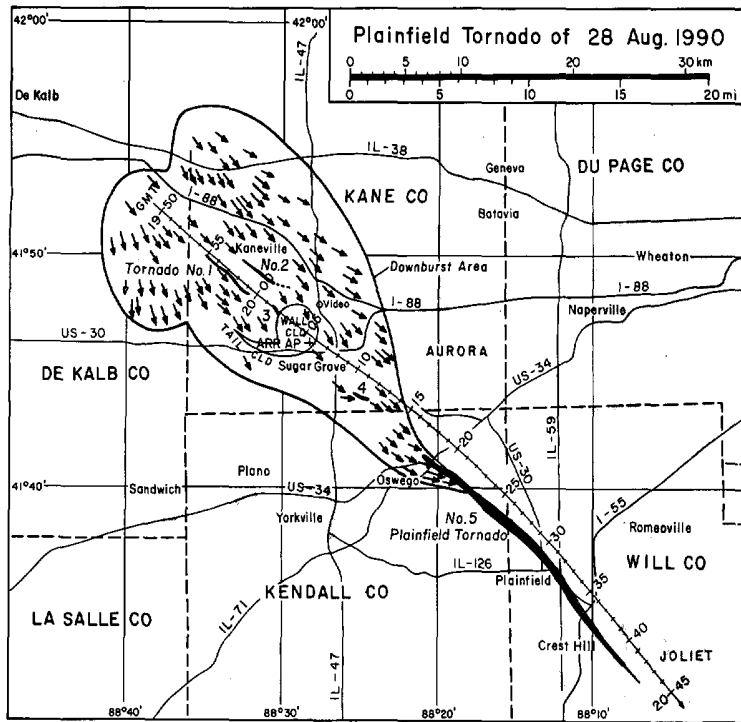 42°00'
42°00'
Plainfield Tornado of 28 Aug. 1990
0 5 10 20 30 km
0 5 10 15 20 mi
De Kalb
IL-47
IL-38
DU PAGE CO
Geneva
KANE CO
Batavia
GMT
I-88
19-50
41°50'
55
Kaneville
No.2
Tornado No.1
Downburst Area
Wheaton
20-00
Video
I-88
Naperville
3
WALL
CLD
05
US-30
ARR AP
TAIL CLD
Sugar Grove
10
AURORA
US-34
DE KALB CO
4
15
IL-59
20
US-30
41°40'
Plano
Oswego
25
I-55
Sandwich
US-34
Yorkville
No.5
Plainfield Tornado
30
Romeoville
WILL CO
IL-126
Plainfield
35
KENDALL CO
LA SALLE CO
IL-71
40
Crest Hill
JOLIET
IL-47
20-45
88°40'
88°30'
88°20'
88°10'